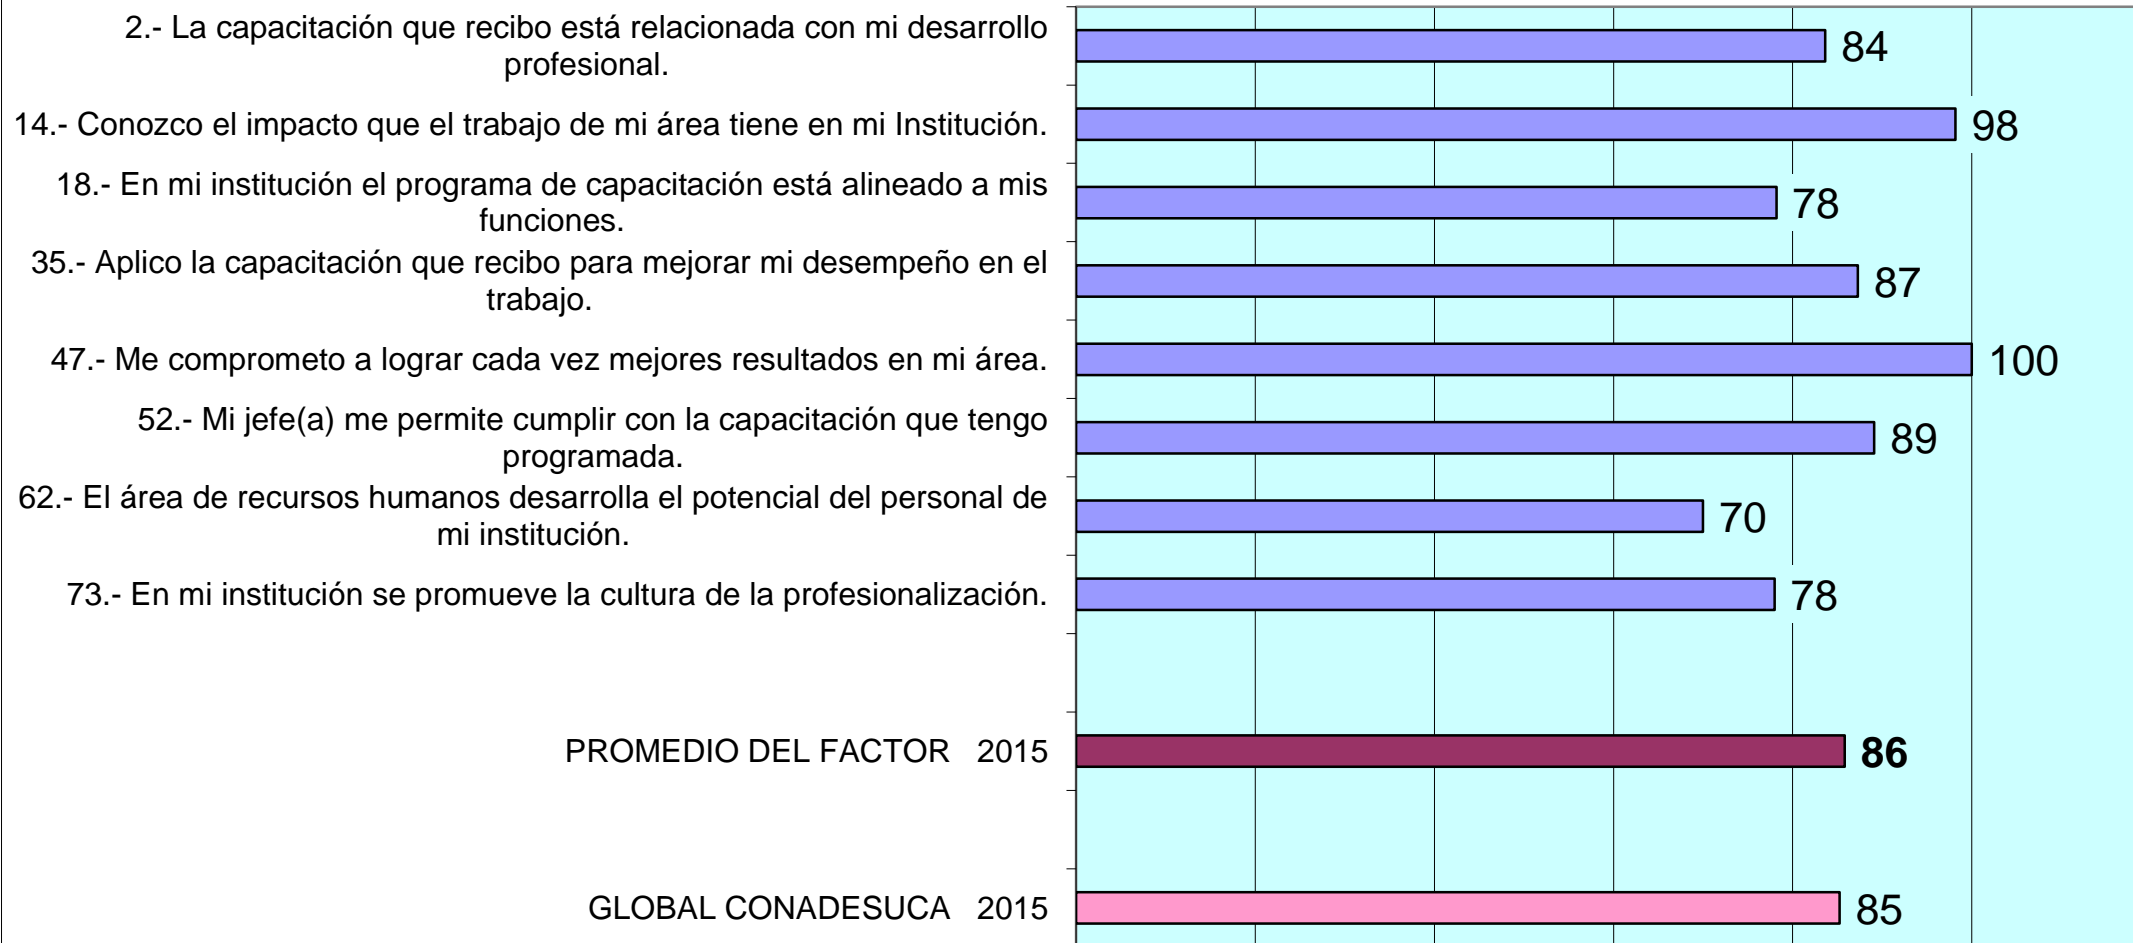 2.- La capacitación que recibo está relacionada con mi desarrollo
profesional.
84
14.- Conozco el impacto que el trabajo de mi área tiene en mi Institución.
98
18.- En mi institución el programa de capacitación está alineado a mis
funciones.
78
35.- Aplico la capacitación que recibo para mejorar mi desempeño en el
trabajo.
87
47.- Me comprometo a lograr cada vez mejores resultados en mi área.
100
52.- Mi jefe(a) me permite cumplir con la capacitación que tengo
programada.
89
62.- El área de recursos humanos desarrolla el potencial del personal de
mi institución.
70
73.- En mi institución se promueve la cultura de la profesionalización.
78
PROMEDIO DEL FACTOR 2015
86
GLOBAL CONADESUCA 2015
85